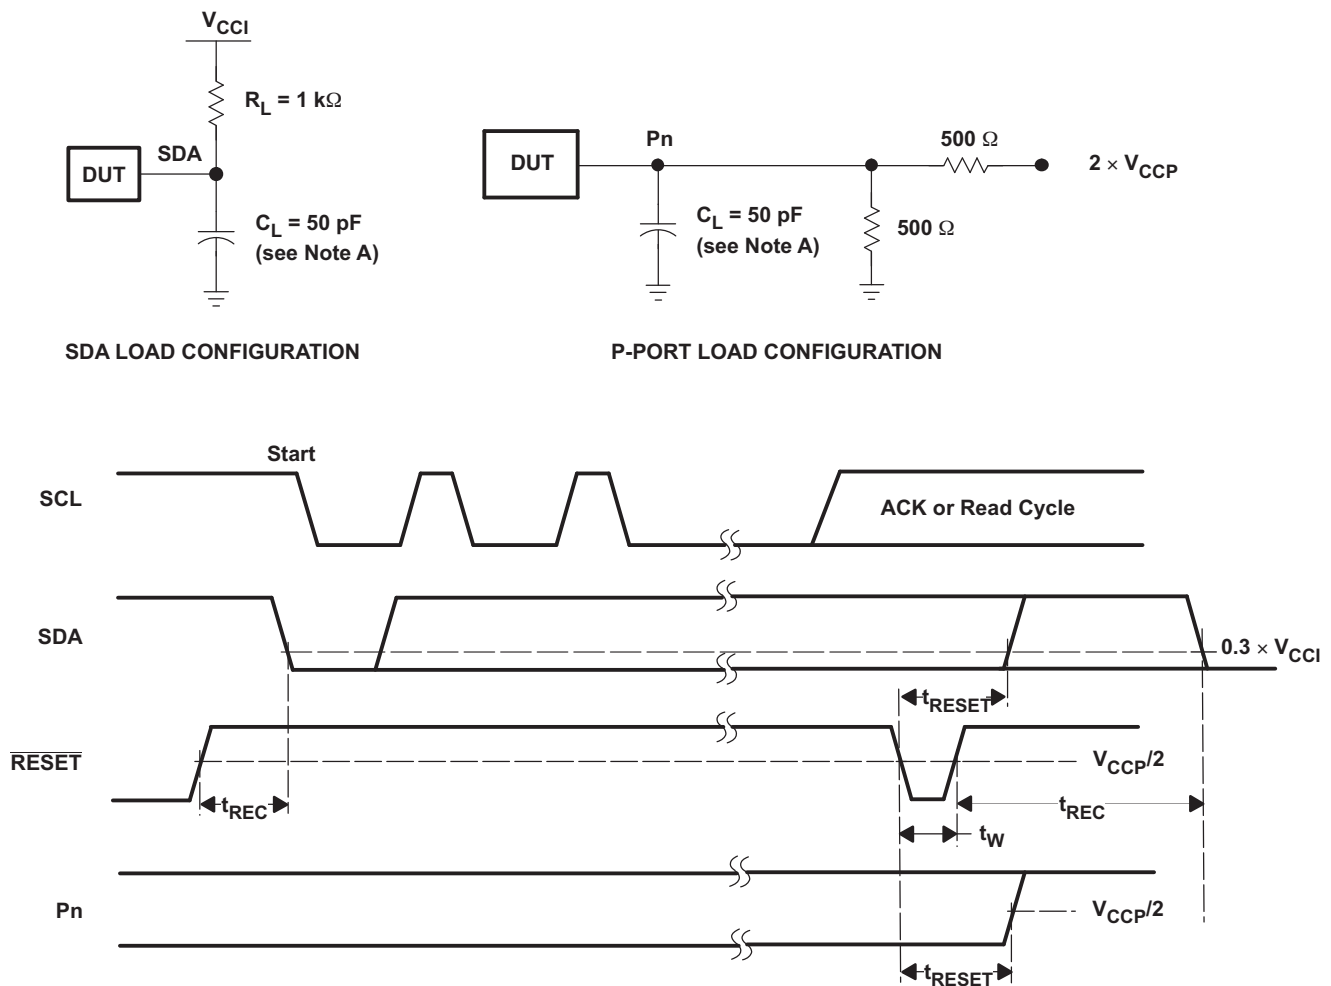 VCCI
RL = 1 kΩ
SDA
DUT
CL = 50 pF
(see Note A)
SDA LOAD CONFIGURATION
DUT
Pn
500 Ω
2 × VCCP
CL = 50 pF
(see Note A)
500 Ω
P-PORT LOAD CONFIGURATION
Start
SCL
ACK or Read Cycle
SDA
0.3 × VCCI
tRESET
RESET
VCCP/2
tREC
tREC
tW
Pn
VCCP/2
tRESET